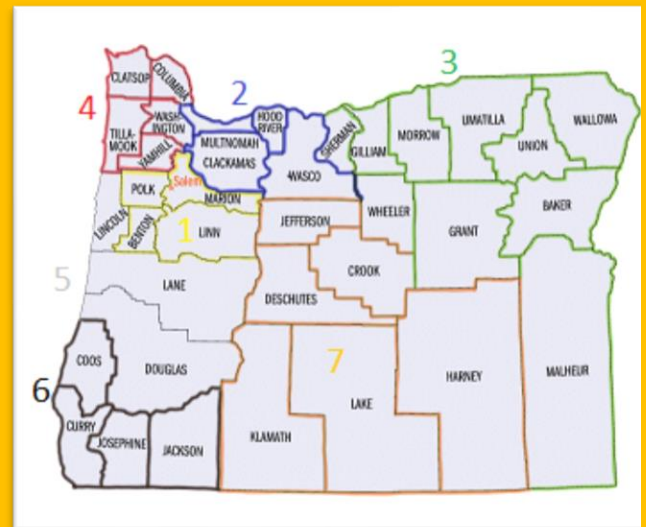 3
2
CLATSOP
COLUMBIA
4
WASH-
INGTON
HOOD
RIVER
SHERMAN
MORROW
UMATILLA
WALLOWA
TILLA-
MOOK
YAMHILL
MULTNOMAH
CLACKAMAS
GILLIAM
UNION
WASCO
POLK
Salem
MARION
WHEELER
BAKER
LINCOLN
BENTON
1
LINN
JEFFERSON
GRANT
5
LANE
CROOK
DESCHUTES
COOS
DOUGLAS
7
6
HARNEY
MALHEUR
LAKE
CURRY
JOSEPHINE
JACKSON
KLAMATH